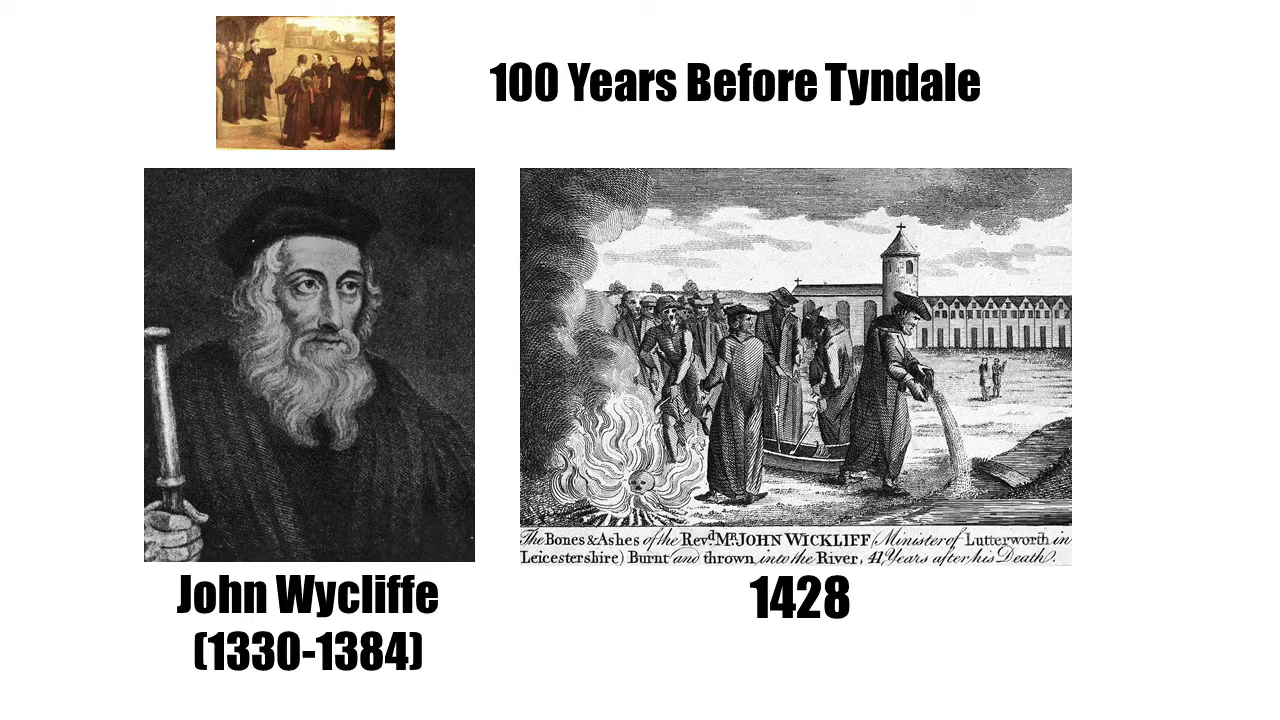 100 Years Before Tyndale
The Bones & Ashes of the Revd. Mr. JOHN WICKLIFF (Minister of Lutterworth in
Leicestershire) Burnt and thrown into the River, 41 Years after his Death.
John Wycliffe
(1330-1384)
1428